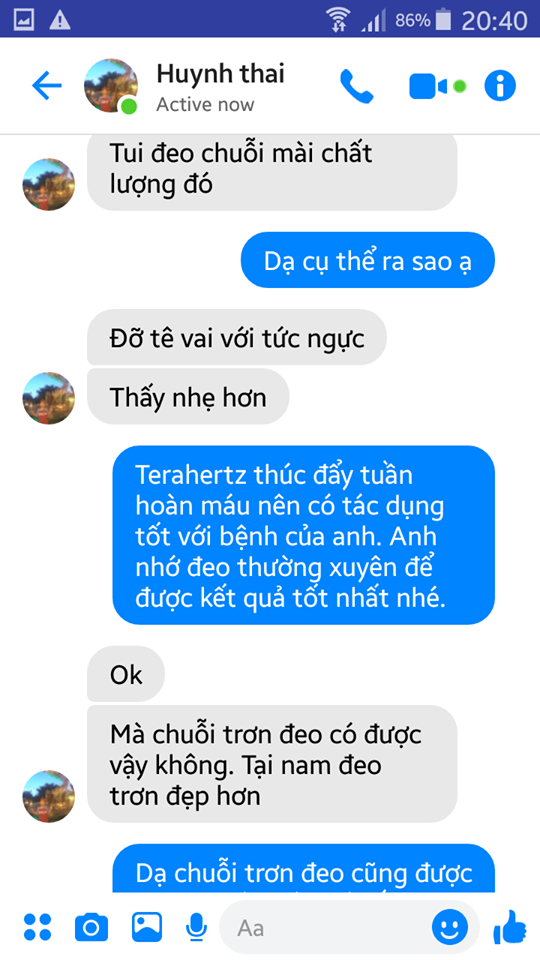 86% 20:40
Huynh thai
Active now
Tui đeo chuỗi mài chất
lượng đó
Dạ cụ thể ra sao ạ
Đỡ tê vai với tức ngực
Thấy nhẹ hơn
Terahertz thúc đẩy tuần
hoàn máu nên có tác dụng
tốt với bệnh của anh. Anh
nhớ đeo thường xuyên để
được kết quả tốt nhất nhé.
Ok
Mà chuỗi trơn đeo có được
vậy không. Tại nam đeo
trơn đẹp hơn
Dạ chuỗi trơn đeo cũng được
Aa